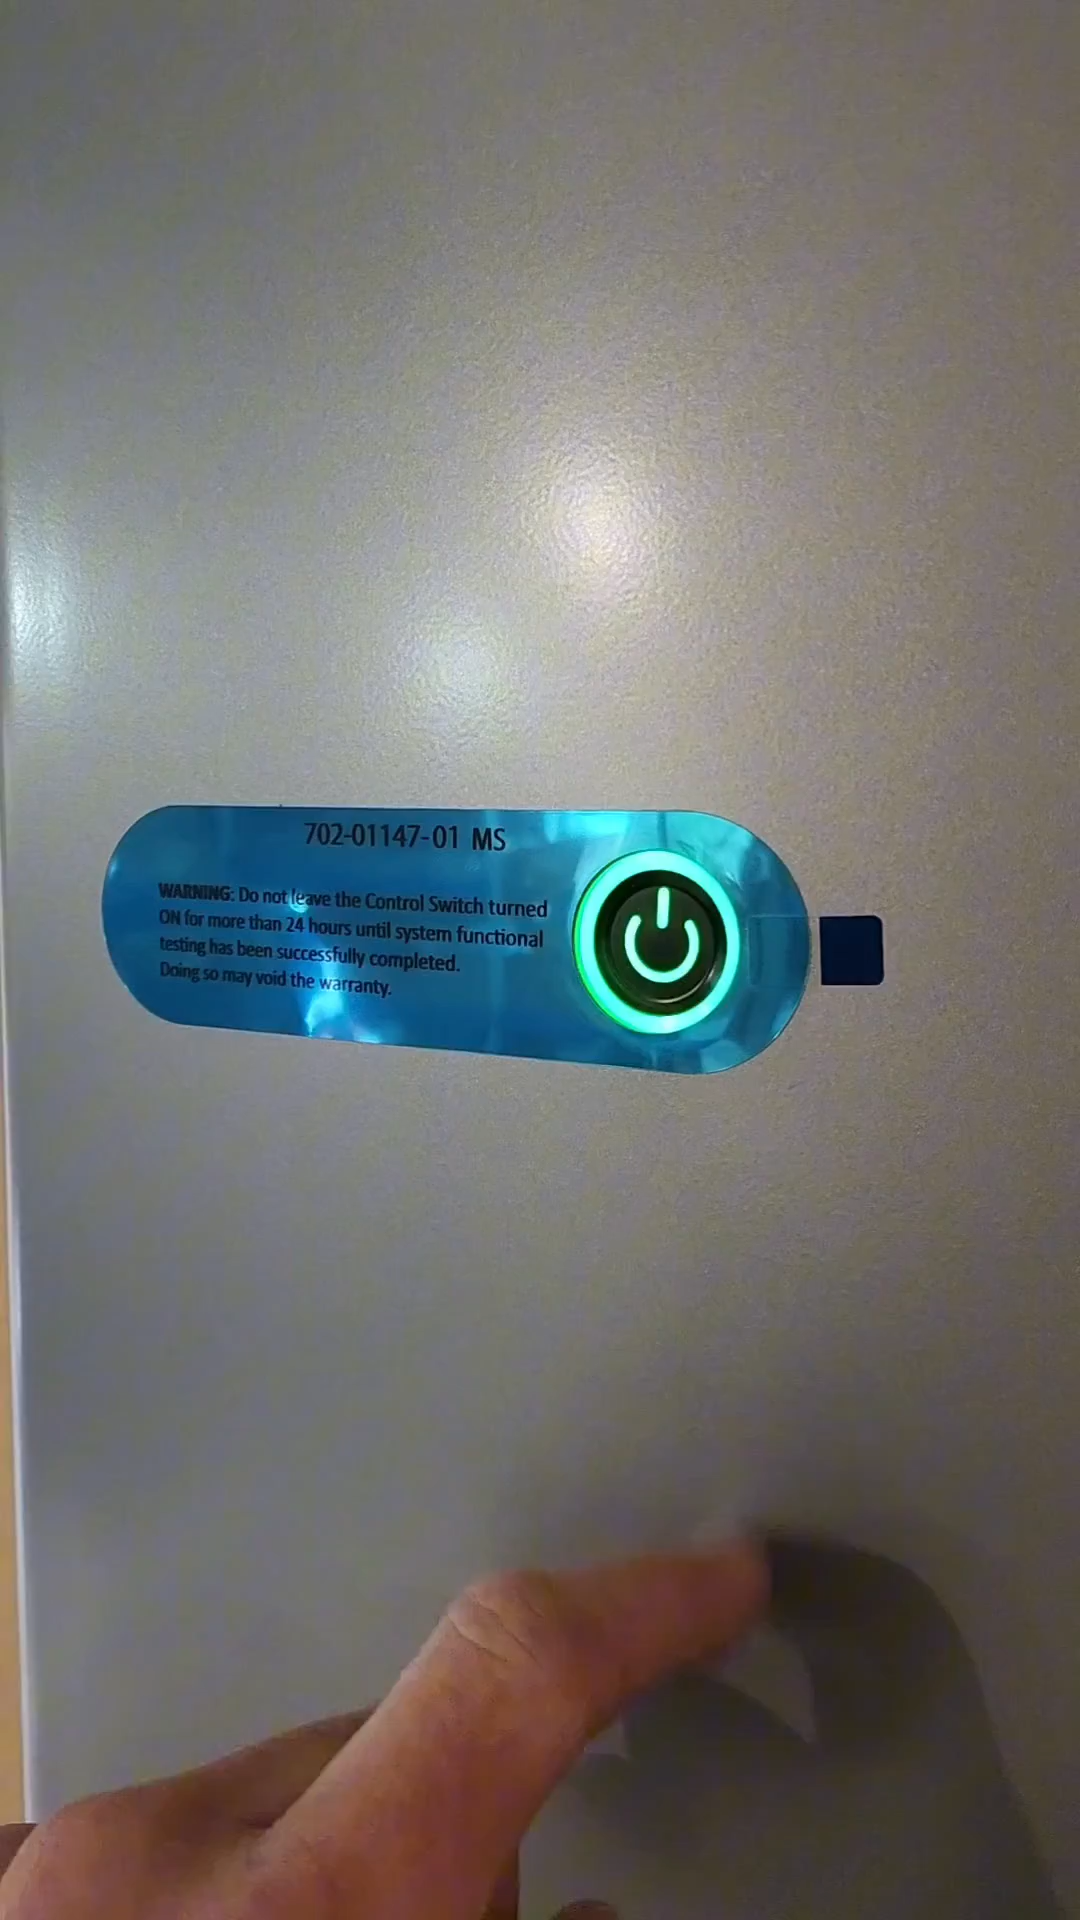 702-01147-01 MS
WARNING: Do not leave the Control Switch turned
ON for more than 24 hours until system functional
testing has been successfully completed.
Doing so may void the warranty.